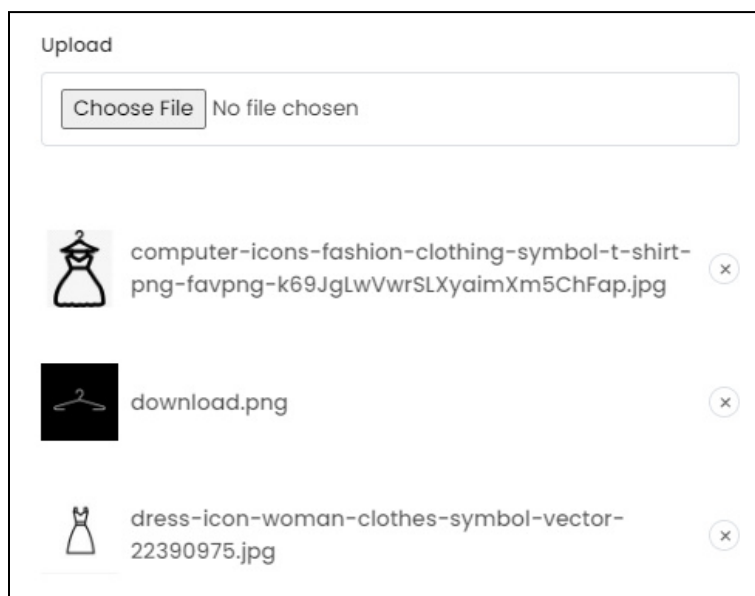 Upload
Choose File No file chosen
computer-icons-fashion-clothing-symbol-t-shirt-
png-favpng-k69JgLwVwrSLXyaimXm5ChFap.jpg
download.png
dress-icon-woman-clothes-symbol-vector-
22390975.jpg